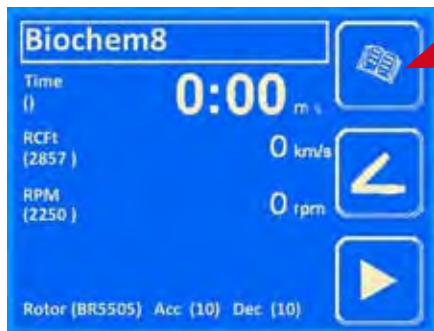 Biochem8
Time
()
0:00 m s
RCFt
(2857 )
0 km/s
RPM
(2250 )
0 rpm
Rotor (BR5505) Acc (10) Dec (10)